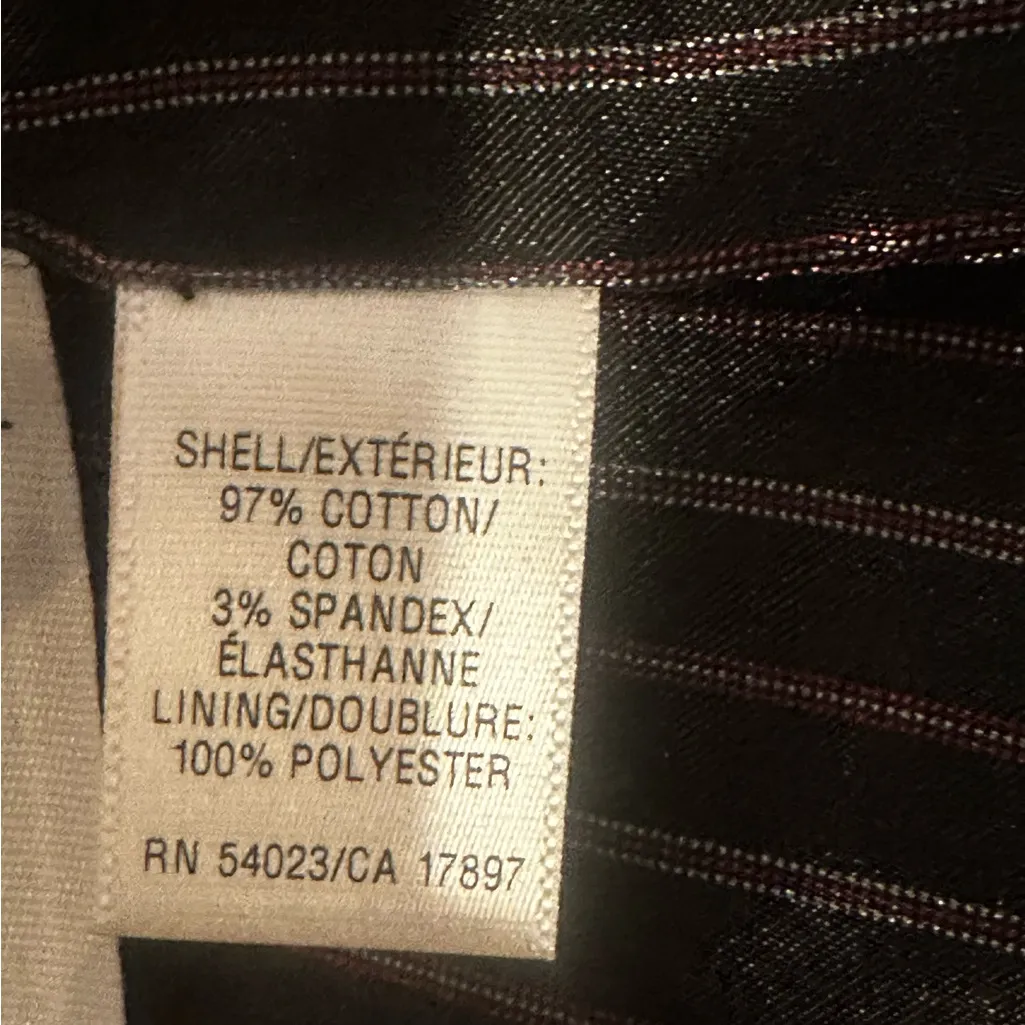 SHELL/EXTÉRIEUR:
97% COTTON/
COTON
3% SPANDEX/
ÉLASTHANNE
LINING/DOUBLURE:
100% POLYESTER
RN 54023/CA 17897